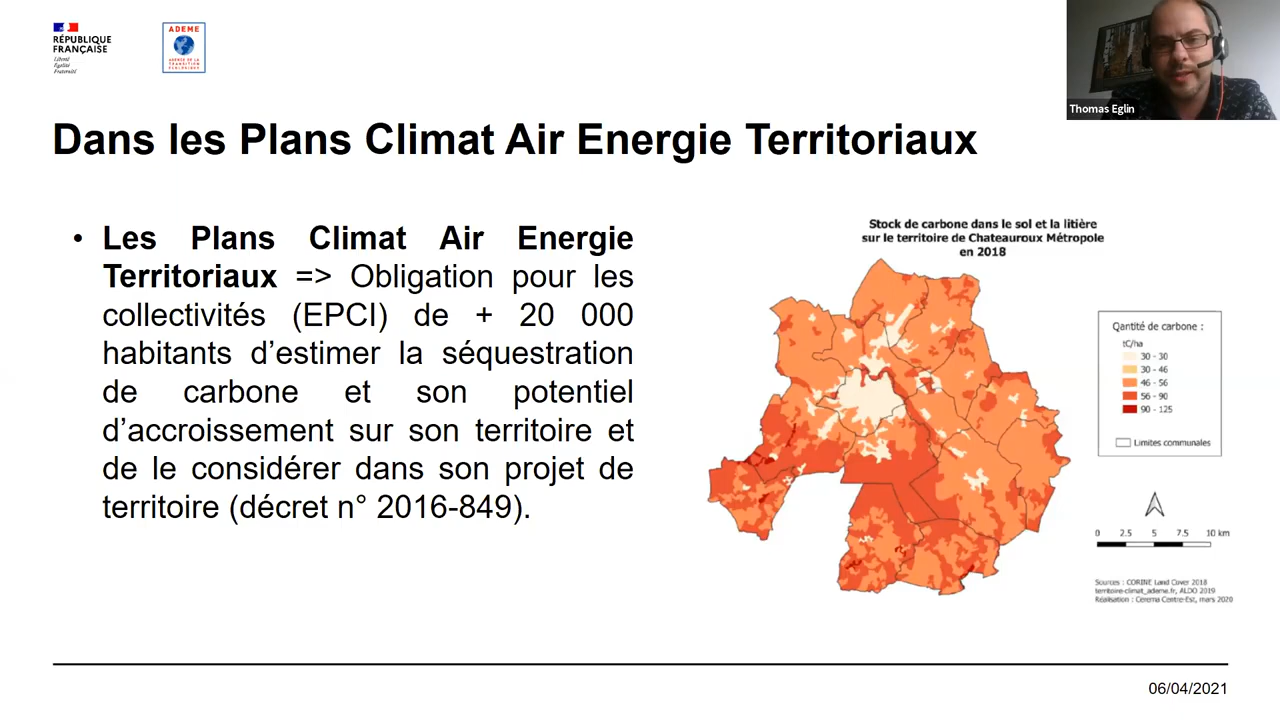 RÉPUBLIQUE
FRANÇAISE
Liberté
Égalité
Fraternité
ADEME
AGENCE DE LA
TRANSITION
ÉCOLOGIQUE
Thomas Eglin
Dans les Plans Climat Air Energie Territoriaux
• Les Plans Climat Air Energie
Territoriaux => Obligation pour les
collectivités (EPCI) de + 20 000
habitants d’estimer la séquestration
de carbone et son potentiel
d’accroissement sur son territoire et
de le considérer dans son projet de
territoire (décret n° 2016-849).
Stock de carbone dans le sol et la litière
sur le territoire de Chateauroux Métropole
en 2018
Qantité de carbone :
tC/ha
30 - 30
30 - 46
46 - 56
56 - 90
90 - 125
Limites communales
0 2.5 5 7.5 10 km
Sources : CORINE Land Cover 2018
territoire-climat_ademe.fr, ALDO 2019
Réalisation : Cerema Centre-Est, mars 2020
06/04/2021